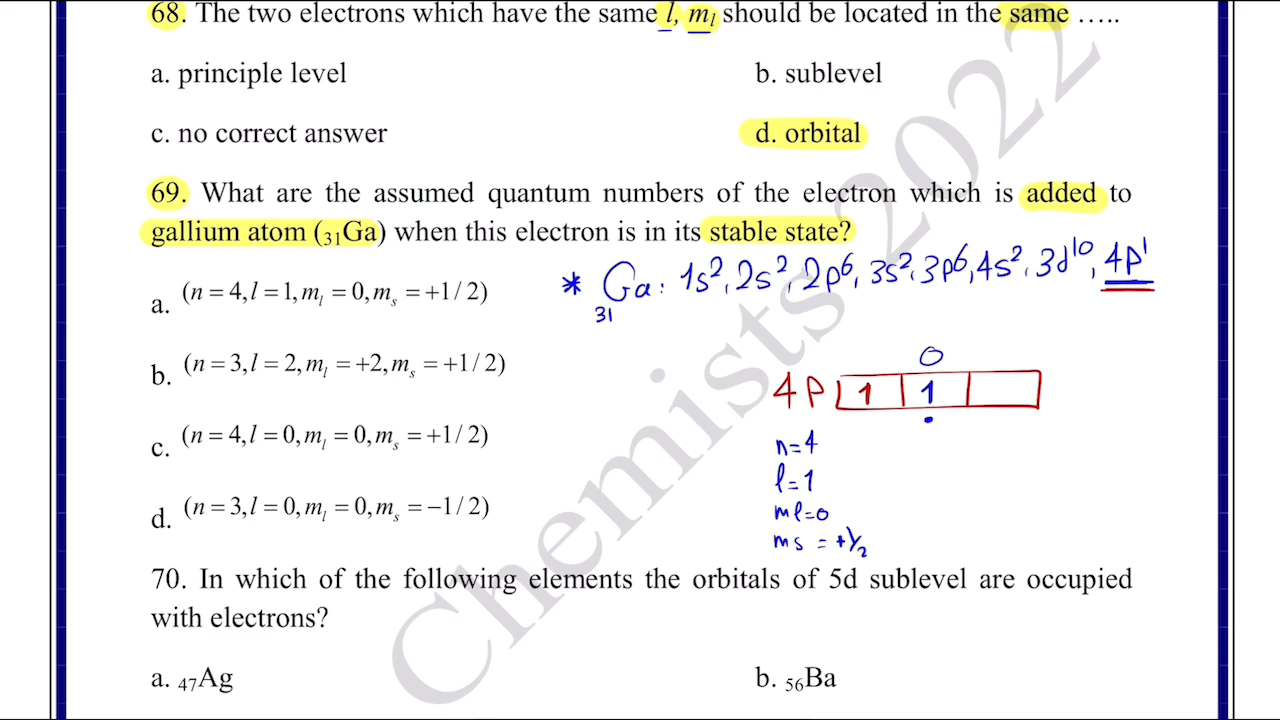 68. The two electrons which have the same l, mₗ should be located in the same …..
a. principle level
b. sublevel
c. no correct answer
d. orbital
69. What are the assumed quantum numbers of the electron which is added to
gallium atom (₃₁Ga) when this electron is in its stable state?
* ₃₁Ga: 1s², 2s², 2p⁶, 3s², 3p⁶, 4s², 3d¹⁰, 4p¹
a. (n = 4, l = 1, mₗ = 0, mₛ = +1/2)
b. (n = 3, l = 2, mₗ = +2, mₛ = +1/2)
c. (n = 4, l = 0, mₗ = 0, mₛ = +1/2)
d. (n = 3, l = 0, mₗ = 0, mₛ = −1/2)
0
4p 1 1
n=4
l=1
ml=0
ms = +1/2
70. In which of the following elements the orbitals of 5d sublevel are occupied
with electrons?
a. ₄₇Ag
b. ₅₆Ba
Chemists 2022